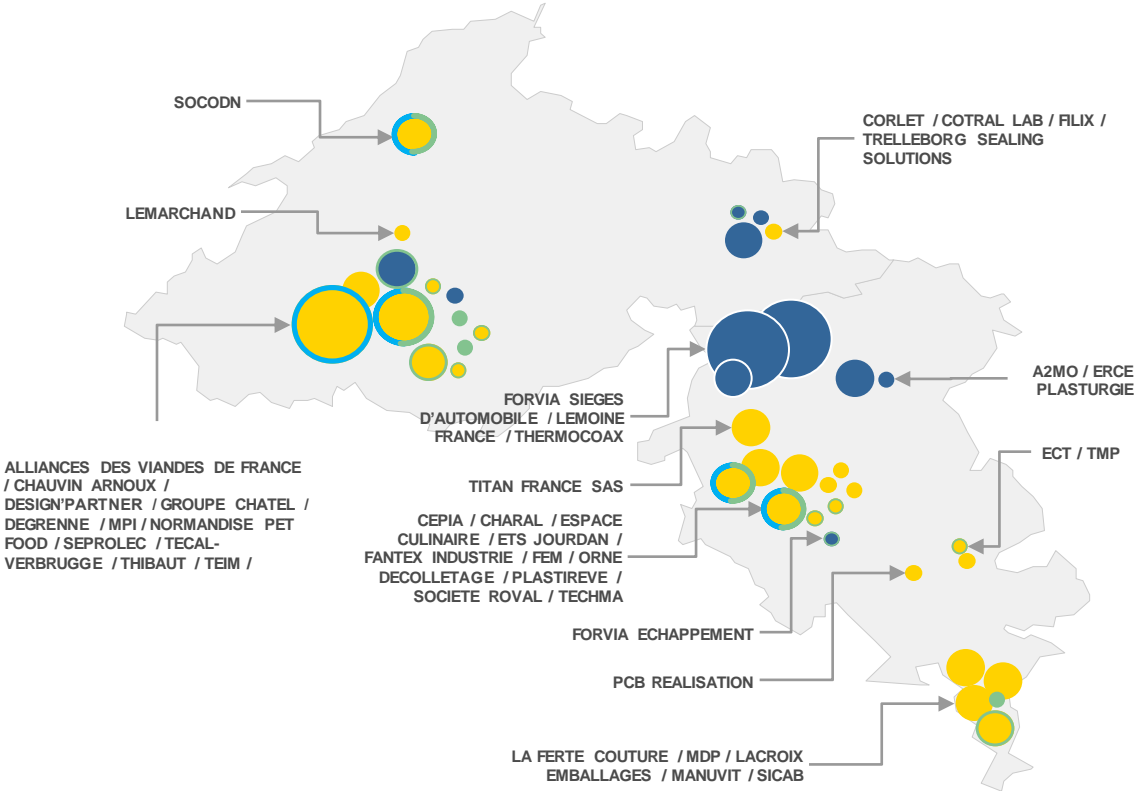 SOCODN
CORLET / COTRAL LAB / FILIX /
TRELLEBORG SEALING
SOLUTIONS
LEMARCHAND
A2MO / ERCE
PLASTURGIE
FORVIA SIEGES
D'AUTOMOBILE / LEMOINE
FRANCE / THERMOCOAX
ECT / TMP
ALLIANCES DES VIANDES DE FRANCE
/ CHAUVIN ARNOUX /
DESIGN'PARTNER / GROUPE CHATEL /
DEGRENNE / MPI / NORMANDISE PET
FOOD / SEPROLEC / TECAL-
VERBRUGGE / THIBAUT / TEIM /
TITAN FRANCE SAS
CEPIA / CHARAL / ESPACE
CULINAIRE / ETS JOURDAN /
FANTEX INDUSTRIE / FEM / ORNE
DECOLLETAGE / PLASTIREVE /
SOCIETE ROVAL / TECHMA
FORVIA ECHAPPEMENT
PCB REALISATION
LA FERTE COUTURE / MDP / LACROIX
EMBALLAGES / MANUVIT / SICAB